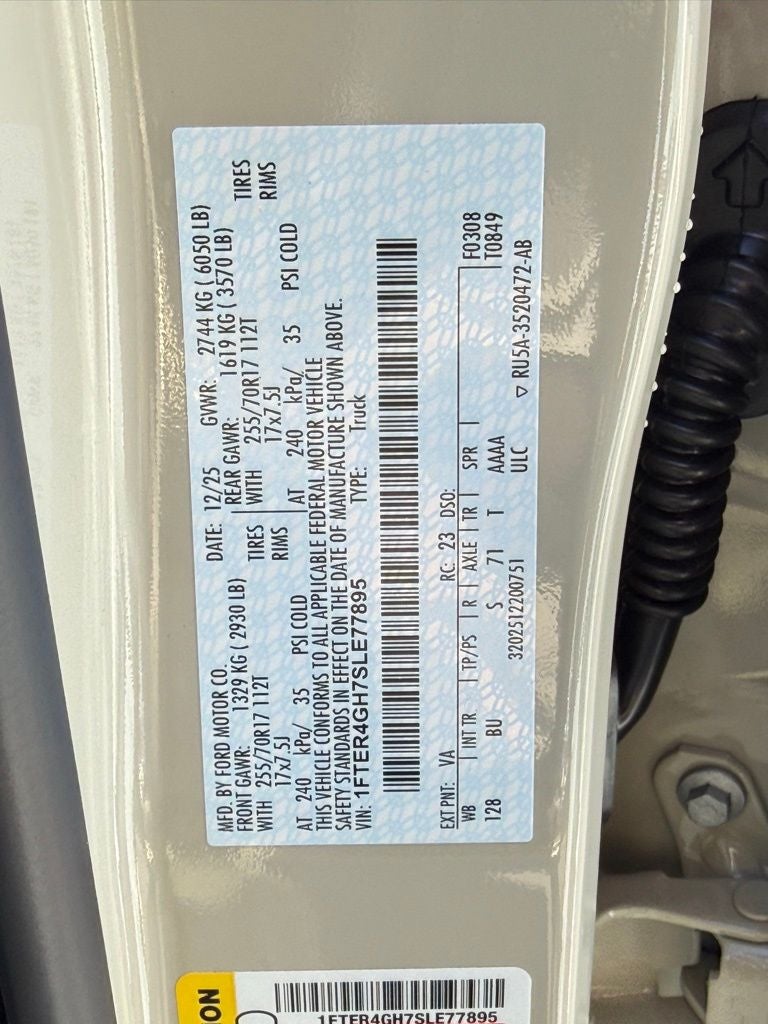 MFD. BY FORD MOTOR CO.
DATE: 12/25 GVWR: 2744 KG ( 6050 LB)
FRONT GAWR: 1329 KG ( 2930 LB) REAR GAWR: 1619 KG ( 3570 LB)
WITH 255/70R17 112T TIRES WITH 255/70R17 112T TIRES
17x7.5J RIMS 17x7.5J RIMS
AT 240 kPa/ 35 PSI COLD AT 240 kPa/ 35 PSI COLD
THIS VEHICLE CONFORMS TO ALL APPLICABLE FEDERAL MOTOR VEHICLE
SAFETY STANDARDS IN EFFECT ON THE DATE OF MANUFACTURE SHOWN ABOVE.
VIN: 1FTER4GH7SLE77895 TYPE: Truck
EXT PNT: VA RC: 23 DSO: F0308
WB INT TR TP/PS R AXLE TR SPR T0849
128 BU S 71 T AAAA
3202512200751 ULC ▽ RU5A-3520472-AB
ION
1FTER4GH7SLE77895